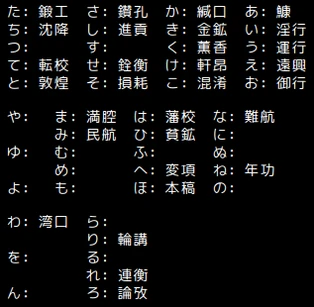 た: 鍛工 さ: 鑚孔 か: 緘口 あ: 鱇
ち: 沈降 し: 進貢 き: 金鉱 い: 淫行
つ: す: く: 薫香 う: 運行
て: 転校 せ: 銓衡 け: 軒昂 え: 遠興
と: 敦煌 そ: 損耗 こ: 混淆 お: 御行
や: ま: 満腔 は: 藩校 な: 難航
み: 民航 ひ: 貧鉱 に:
ゆ: む: ふ: ぬ:
め: へ: 変項 ね: 年功
よ: も: ほ: 本稿 の:
わ: 湾口 ら:
り: 輪講
を: る:
れ: 連衡
ん: ろ: 論攷